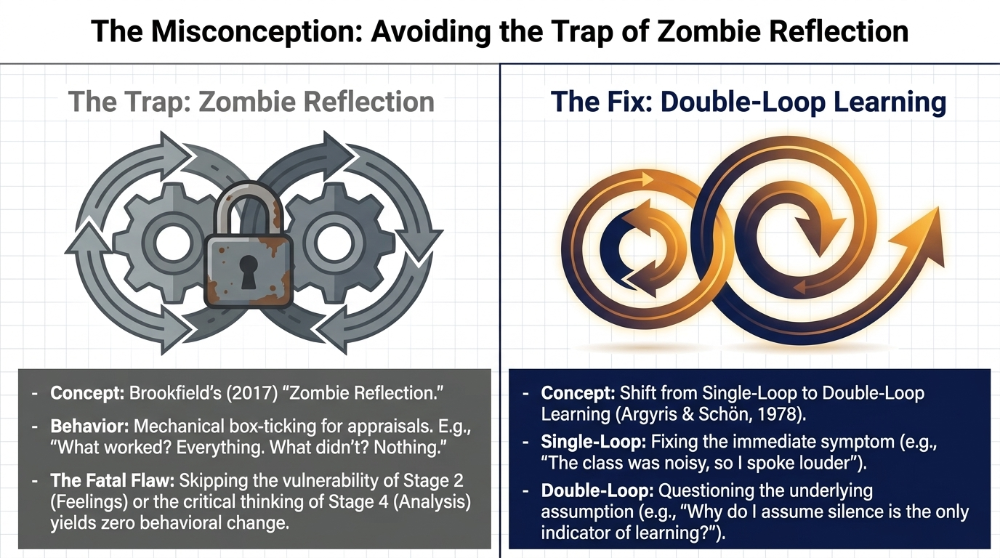 The Misconception: Avoiding the Trap of Zombie Reflection
The Trap: Zombie Reflection
- Concept: Brookfield's (2017) “Zombie Reflection.”
- Behavior: Mechanical box-ticking for appraisals. E.g.,
“What worked? Everything. What didn't? Nothing.”
- The Fatal Flaw: Skipping the vulnerability of Stage 2
(Feelings) or the critical thinking of Stage 4 (Analysis)
yields zero behavioral change.
The Fix: Double-Loop Learning
- Concept: Shift from Single-Loop to Double-Loop
Learning (Argyris & Schön, 1978).
- Single-Loop: Fixing the immediate symptom (e.g.,
“The class was noisy, so I spoke louder”).
- Double-Loop: Questioning the underlying
assumption (e.g., “Why do I assume silence is the only
indicator of learning?”).